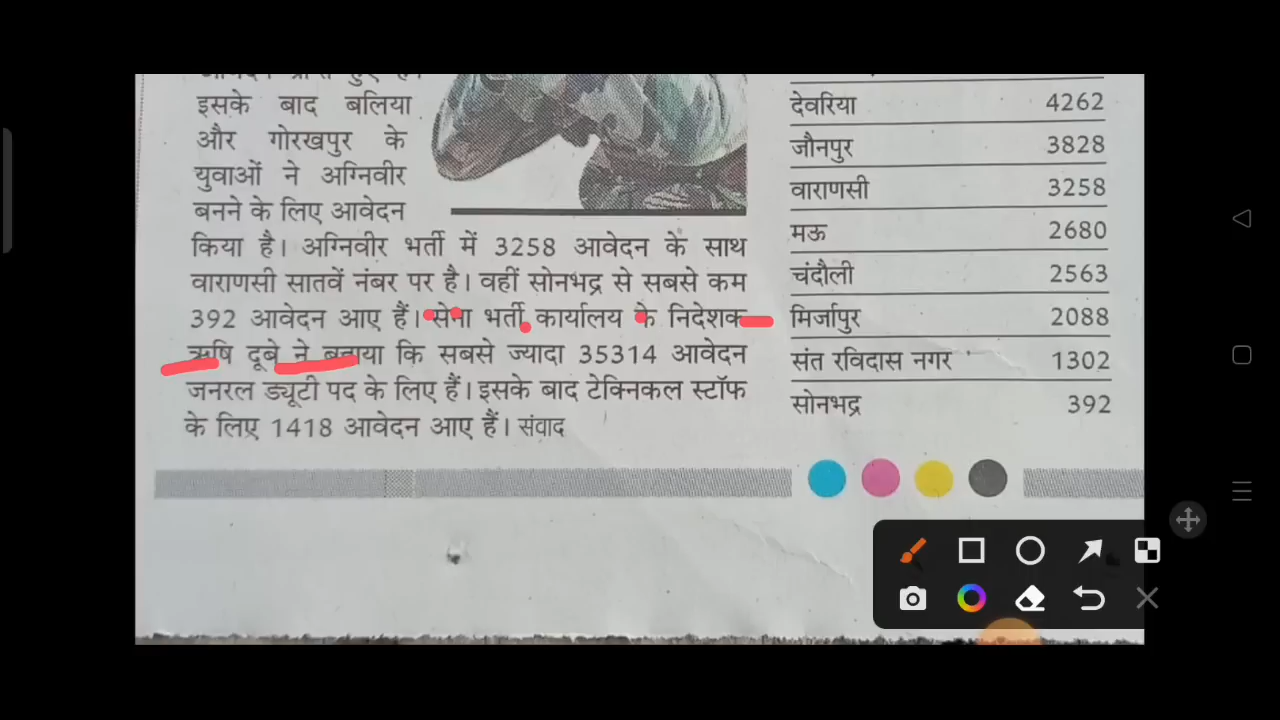 इसके बाद बलिया
और गोरखपुर के
युवाओं ने अग्निवीर
बनने के लिए आवेदन
किया है। अग्निवीर भर्ती में 3258 आवेदन के साथ
वाराणसी सातवें नंबर पर है। वहीं सोनभद्र से सबसे कम
392 आवेदन आए हैं। सेना भर्ती कार्यालय के निदेशक
ऋषि दूबे ने बताया कि सबसे ज्यादा 35314 आवेदन
जनरल ड्यूटी पद के लिए हैं। इसके बाद टेक्निकल स्टॉफ
के लिए 1418 आवेदन आए हैं। संवाद
देवरिया 4262
जौनपुर 3828
वाराणसी 3258
मऊ 2680
चंदौली 2563
मिर्जापुर 2088
संत रविदास नगर 1302
सोनभद्र 392